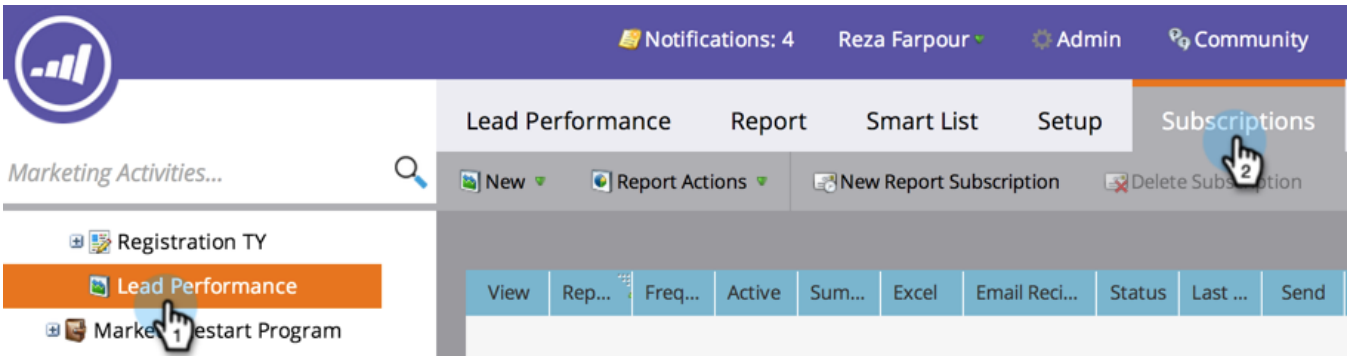 Notifications: 4 Reza Farpour Admin Community
Lead Performance Report Smart List Setup Subscriptions
Marketing Activities...
New Report Actions New Report Subscription Delete Subscription
Registration TY
Lead Performance
View Rep... Freq... Active Sum... Excel Email Reci... Status Last ... Send
1 2
Program